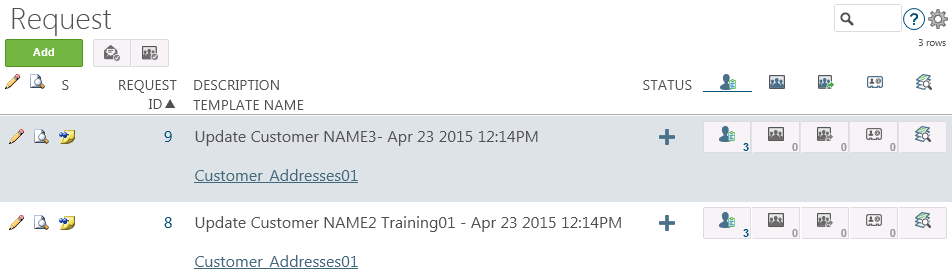 Request
?
3 rows
Add
S REQUEST DESCRIPTION STATUS
ID▲ TEMPLATE NAME
9 Update Customer NAME3- Apr 23 2015 12:14PM + 3 0 0 0
Customer_Addresses01
8 Update Customer NAME2 Training01 - Apr 23 2015 12:14PM + 3 0 0 0
Customer_Addresses01